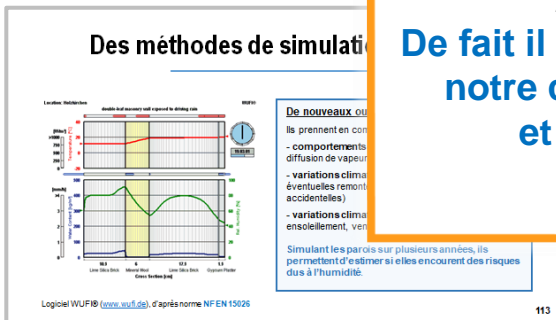 Des méthodes de simulati
De fait il
notre
et
Location: Holzkirchen
WUFI®
double-leaf masonry wall exposed to driving rain
De nouveaux ou
Ils prennent en con
- comportements
diffusion de vapeur
- variations clima
éventuelles remont
accidentelles)
- variations clima
ensoleillement, ven
Simulant les parois sur plusieurs années, ils
permettent d'estimer si elles encourent des risques
dus à l'humidité.
Lime Silica Brick
Mineral Wool
Lime Silica Brick
Gypsum Plaster
Cross Section [cm]
Logiciel WUFI® (www.wufi.de), d'après norme NF EN 15026
113